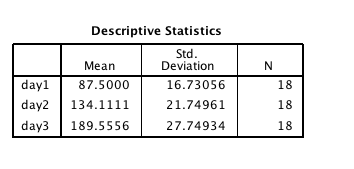 Descriptive Statistics
Mean Std. Deviation N
day1 87.5000 16.73056 18
day2 134.1111 21.74961 18
day3 189.5556 27.74934 18